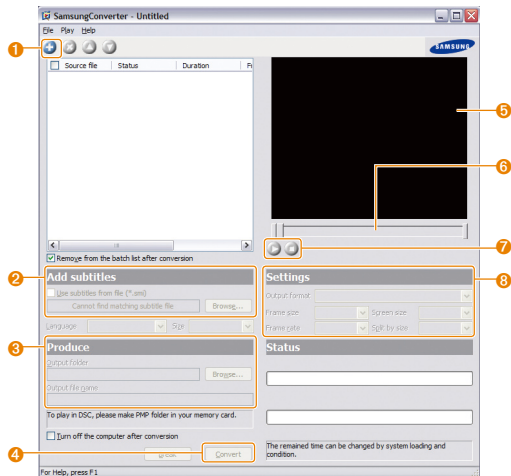 SamsungConverter - Untitled
File Play Help
1
SAMSUNG
Source file Status Duration
5
6
7
Remove from the batch list after conversion
2
Add subtitles
Use subtitles from file (*.smi)
Cannot find matching subtitle file Browse...
Language Size
8
Settings
Output format
Frame size Screen size
Frame rate Split by size
3
Produce
Output folder
Browse...
Output file name
To play in DSC, please make PMP folder in your memory card.
Turn off the computer after conversion
4
Break Convert
Status
The remained time can be changed by system loading and
condition.
For Help, press F1